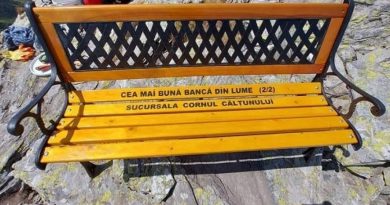 CEA MAI BUNĂ BANCĂ DIN LUME (2/2)
SUCURSALA CORNUL CĂLTUNULUI